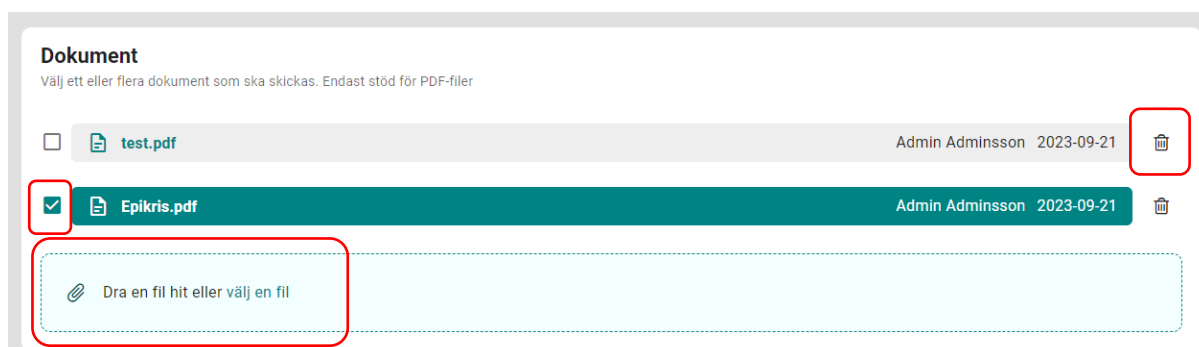 Dokument
Välj ett eller flera dokument som ska skickas. Endast stöd för PDF-filer
test.pdf Admin Adminsson 2023-09-21
Epikris.pdf Admin Adminsson 2023-09-21
Dra en fil hit eller välj en fil